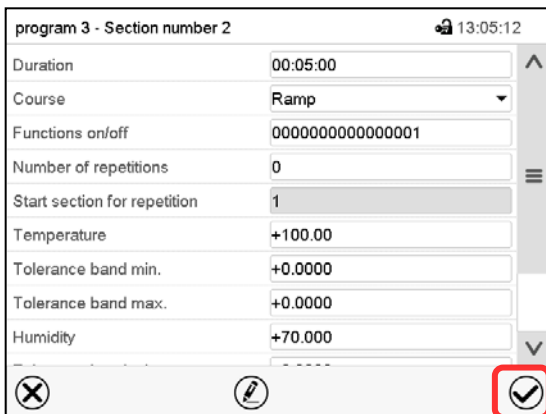 program 3 - Section number 2 13:05:12
Duration 00:05:00
Course Ramp
Functions on/off 0000000000000001
Number of repetitions 0
Start section for repetition 1
Temperature +100.00
Tolerance band min. +0.0000
Tolerance band max. +0.0000
Humidity +70.000